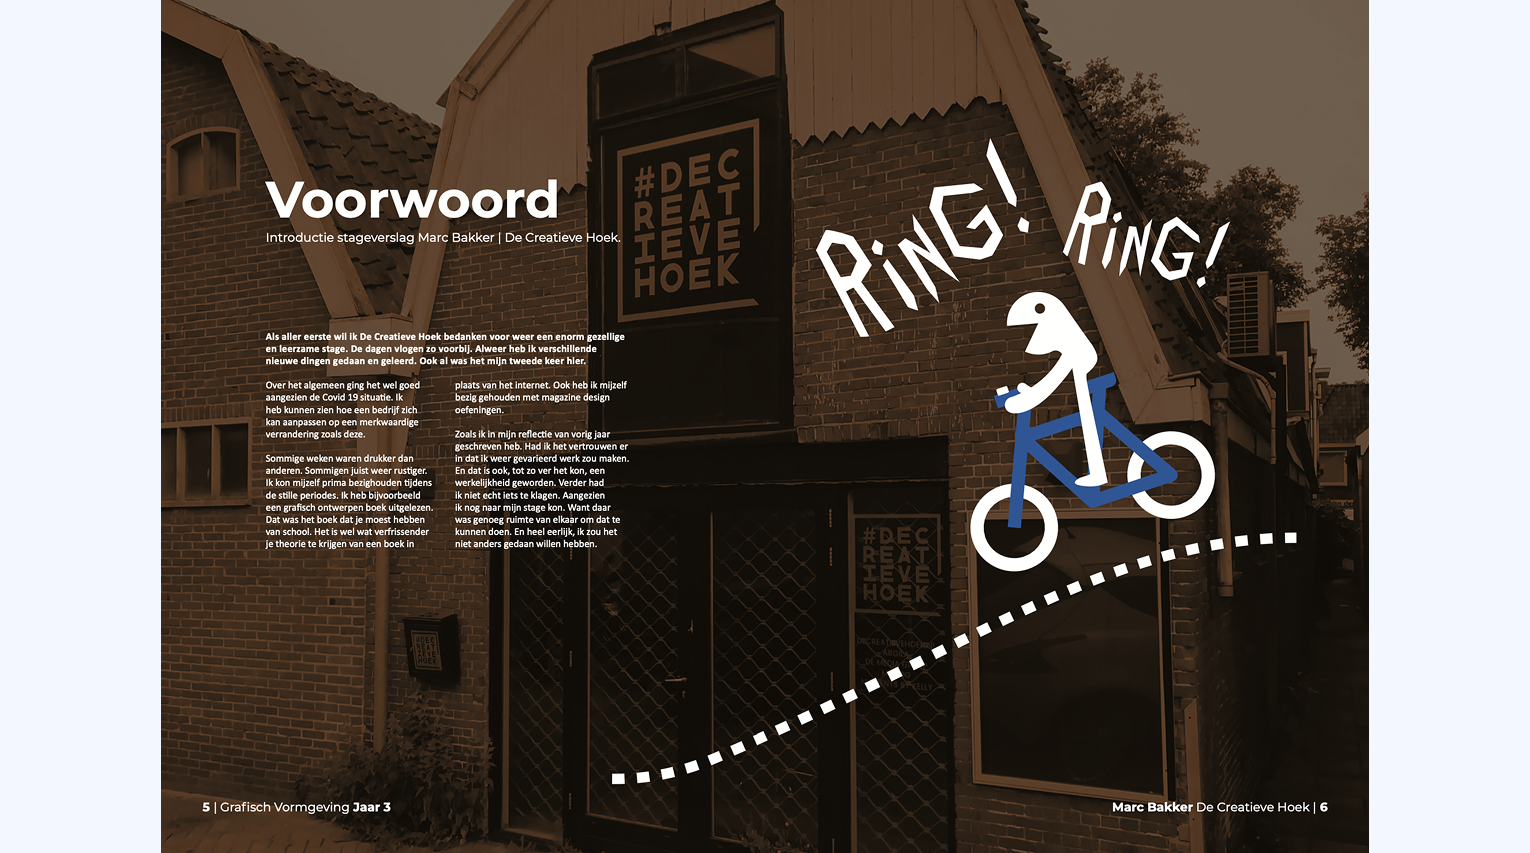 Voorwoord
Introductie stageverslag Marc Bakker | De Creatieve Hoek.
Als aller eerste wil ik De Creatieve Hoek bedanken voor weer een enorm gezellige
en leerzame stage. De dagen vlogen zo voorbij. Alweer heb ik verschillende
nieuwe dingen gedaan en geleerd. Ook al was het mijn tweede keer hier.
Over het algemeen ging het wel goed
aangezien de Covid 19 situatie. Ik
heb kunnen zien hoe een bedrijf zich
kan aanpassen op een merkwaardige
verrandering zoals deze.
Sommige weken waren drukker dan
anderen. Sommigen juist weer rustiger.
Ik kon mijzelf prima bezighouden tijdens
de stille periodes. Ik heb bijvoorbeeld
een grafisch ontwerpen boek uitgelezen.
Dat was het boek dat je moest hebben
van school. Het is wel wat verfrissender
je theorie te krijgen van een boek in
plaats van het internet. Ook heb ik mijzelf
bezig gehouden met magazine design
oefeningen.
Zoals ik in mijn reflectie van vorig jaar
geschreven heb. Had ik het vertrouwen er
in dat ik weer gevarieerd werk zou maken.
En dat is ook, tot zo ver het kon, een
werkelijkheid geworden. Verder had
ik niet echt iets te klagen. Aangezien
ik nog naar mijn stage kon. Want daar
was genoeg ruimte van elkaar om dat te
kunnen doen. En heel eerlijk, ik zou het
niet anders gedaan willen hebben.
#DEC
REAT
IEVE
HOEK
RiNG! RiNG!
#DEC
REAT
IEVE
HOEK
#DEC
REAT
IEVE
HOEK
5 | Grafisch Vormgeving Jaar 3
Marc Bakker De Creatieve Hoek | 6